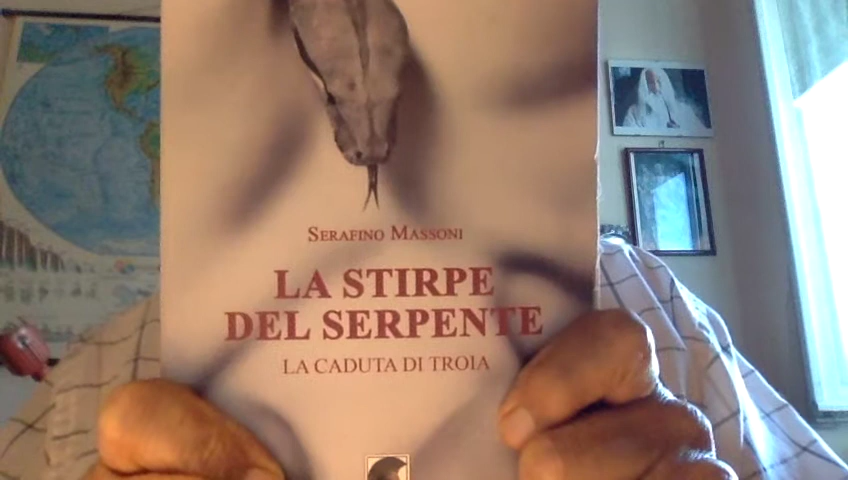 SERAFINO MASSONI
LA STIRPE
DEL SERPENTE
LA CADUTA DI TROIA